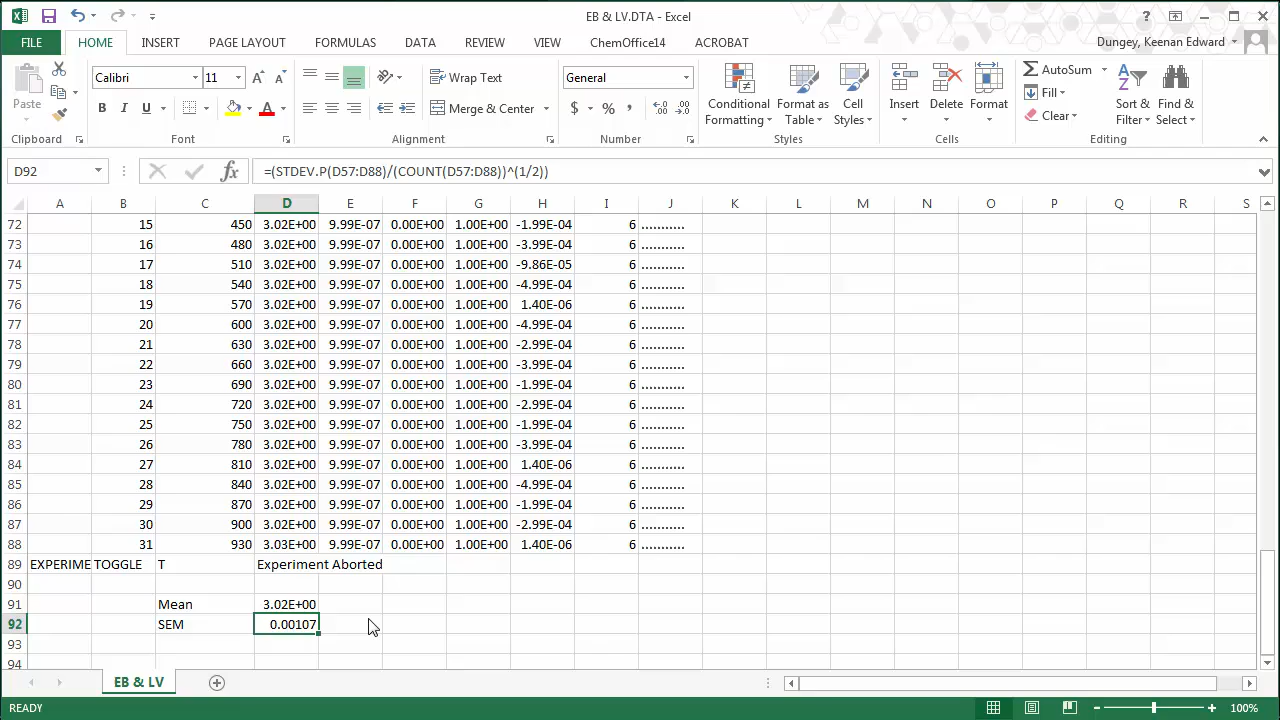 EB & LV.DTA - Excel
FILE HOME INSERT PAGE LAYOUT FORMULAS DATA REVIEW VIEW ChemOffice14 ACROBAT Dungey, Keenan Edward
Paste Calibri 11 A A Wrap Text General AutoSum
B I U A Merge & Center $ % , Conditional Formatting Format as Table Cell Styles Insert Delete Format Fill Clear Sort & Filter Find & Select
Clipboard Font Alignment Number Styles Cells Editing
D92 fx =(STDEV.P(D57:D88)/(COUNT(D57:D88))^(1/2))
A B C D E F G H I J K L M N O P Q R S
72 15 450 3.02E+00 9.99E-07 0.00E+00 1.00E+00 -1.99E-04 6 ...........
73 16 480 3.02E+00 9.99E-07 0.00E+00 1.00E+00 -3.99E-04 6 ...........
74 17 510 3.02E+00 9.99E-07 0.00E+00 1.00E+00 -9.86E-05 6 ...........
75 18 540 3.02E+00 9.99E-07 0.00E+00 1.00E+00 -4.99E-04 6 ...........
76 19 570 3.02E+00 9.99E-07 0.00E+00 1.00E+00 1.40E-06 6 ...........
77 20 600 3.02E+00 9.99E-07 0.00E+00 1.00E+00 -4.99E-04 6 ...........
78 21 630 3.02E+00 9.99E-07 0.00E+00 1.00E+00 -2.99E-04 6 ...........
79 22 660 3.02E+00 9.99E-07 0.00E+00 1.00E+00 -3.99E-04 6 ...........
80 23 690 3.02E+00 9.99E-07 0.00E+00 1.00E+00 -1.99E-04 6 ...........
81 24 720 3.02E+00 9.99E-07 0.00E+00 1.00E+00 -2.99E-04 6 ...........
82 25 750 3.02E+00 9.99E-07 0.00E+00 1.00E+00 -1.99E-04 6 ...........
83 26 780 3.02E+00 9.99E-07 0.00E+00 1.00E+00 -3.99E-04 6 ...........
84 27 810 3.02E+00 9.99E-07 0.00E+00 1.00E+00 1.40E-06 6 ...........
85 28 840 3.02E+00 9.99E-07 0.00E+00 1.00E+00 -4.99E-04 6 ...........
86 29 870 3.02E+00 9.99E-07 0.00E+00 1.00E+00 -1.99E-04 6 ...........
87 30 900 3.02E+00 9.99E-07 0.00E+00 1.00E+00 -2.99E-04 6 ...........
88 31 930 3.03E+00 9.99E-07 0.00E+00 1.00E+00 1.40E-06 6 ...........
89 EXPERIME TOGGLE T Experiment Aborted
90
91 Mean 3.02E+00
92 SEM 0.00107
93
94
EB & LV
READY 100%